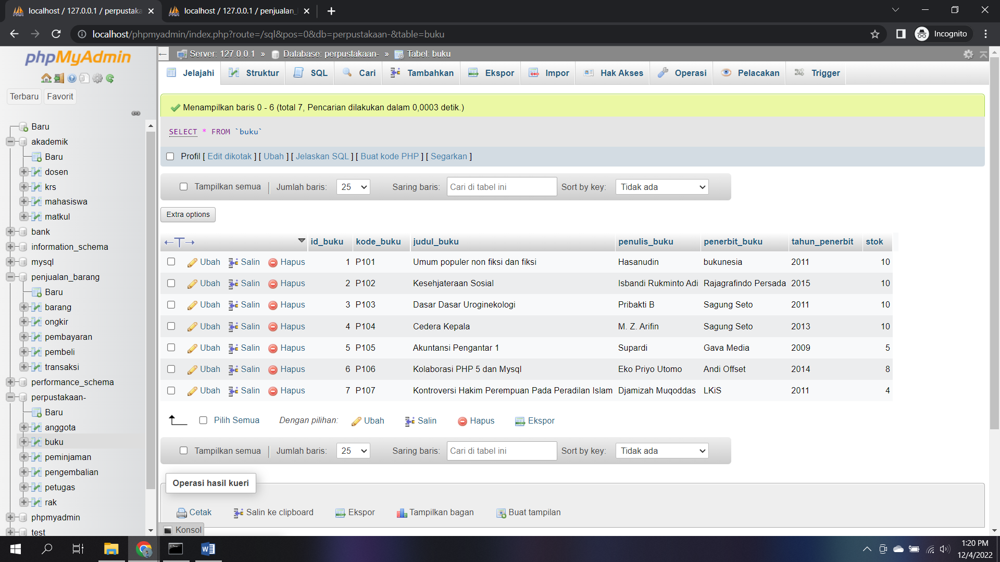 localhost / 127.0.0.1 / perpustaka
localhost / 127.0.0.1 / penjualan_
localhost/phpmyadmin/index.php?route=/sql&pos=0&db=perpustakaan-&table=buku
Incognito
phpMyAdmin
Terbaru Favorit
Baru
akademik
Baru
dosen
krs
mahasiswa
matkul
bank
information_schema
mysql
penjualan_barang
Baru
barang
ongkir
pembayaran
pembeli
transaksi
performance_schema
perpustakaan-
Baru
anggota
buku
peminjaman
pengembalian
petugas
rak
phpmyadmin
test
Server: 127.0.0.1 » Database: perpustakaan- » Tabel: buku
Jelajahi Struktur SQL Cari Tambahkan Ekspor Impor Hak Akses Operasi Pelacakan Trigger
Menampilkan baris 0 - 6 (total 7, Pencarian dilakukan dalam 0,0003 detik.)
SELECT * FROM `buku`
Profil [ Edit dikotak ] [ Ubah ] [ Jelaskan SQL ] [ Buat kode PHP ] [ Segarkan ]
Tampilkan semua Jumlah baris: 25 Saring baris: Cari di tabel ini Sort by key: Tidak ada
Extra options
id_buku kode_buku judul_buku penulis_buku penerbit_buku tahun_penerbit stok
Ubah Salin Hapus 1 P101 Umum populer non fiksi dan fiksi Hasanudin bukunesia 2011 10
Ubah Salin Hapus 2 P102 Kesehjateraan Sosial Isbandi Rukminto Adi Rajagrafindo Persada 2015 10
Ubah Salin Hapus 3 P103 Dasar Dasar Uroginekologi Pribakti B Sagung Seto 2011 10
Ubah Salin Hapus 4 P104 Cedera Kepala M. Z. Arifin Sagung Seto 2013 10
Ubah Salin Hapus 5 P105 Akuntansi Pengantar 1 Supardi Gava Media 2009 5
Ubah Salin Hapus 6 P106 Kolaborasi PHP 5 dan Mysql Eko Priyo Utomo Andi Offset 2014 8
Ubah Salin Hapus 7 P107 Kontroversi Hakim Perempuan Pada Peradilan Islam Djamizah Muqoddas LKiS 2011 4
Pilih Semua Dengan pilihan: Ubah Salin Hapus Ekspor
Tampilkan semua Jumlah baris: 25 Saring baris: Cari di tabel ini Sort by key: Tidak ada
Operasi hasil kueri
Cetak Salin ke clipboard Ekspor Tampilkan bagan Buat tampilan
Konsol
1:20 PM
12/4/2022